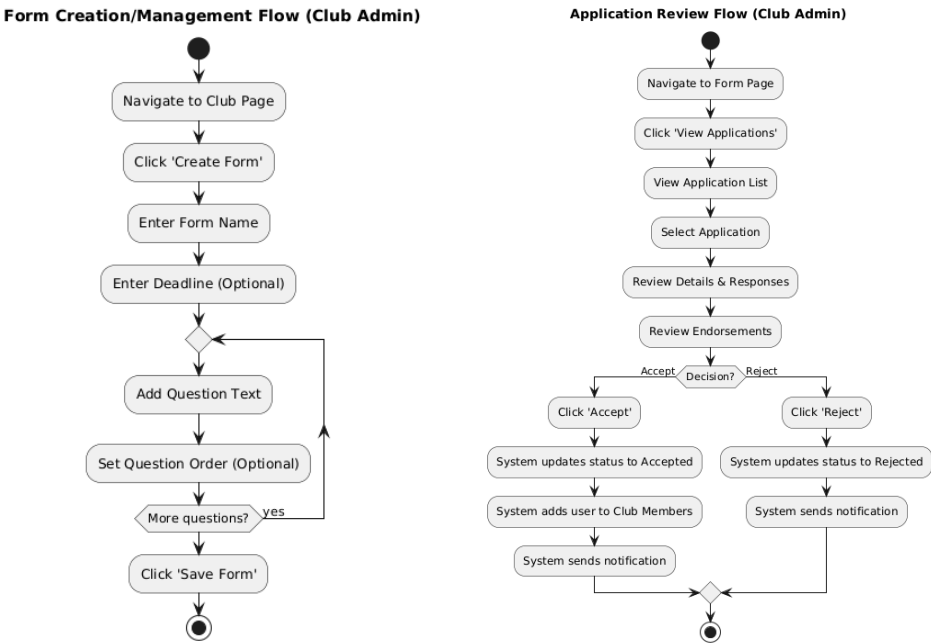 Form Creation/Management Flow (Club Admin)
Navigate to Club Page
Click 'Create Form'
Enter Form Name
Enter Deadline (Optional)
Add Question Text
Set Question Order (Optional)
More questions?
yes
Click 'Save Form'
Application Review Flow (Club Admin)
Navigate to Form Page
Click 'View Applications'
View Application List
Select Application
Review Details & Responses
Review Endorsements
Accept
Decision?
Reject
Click 'Accept'
System updates status to Accepted
System adds user to Club Members
System sends notification
Click 'Reject'
System updates status to Rejected
System sends notification